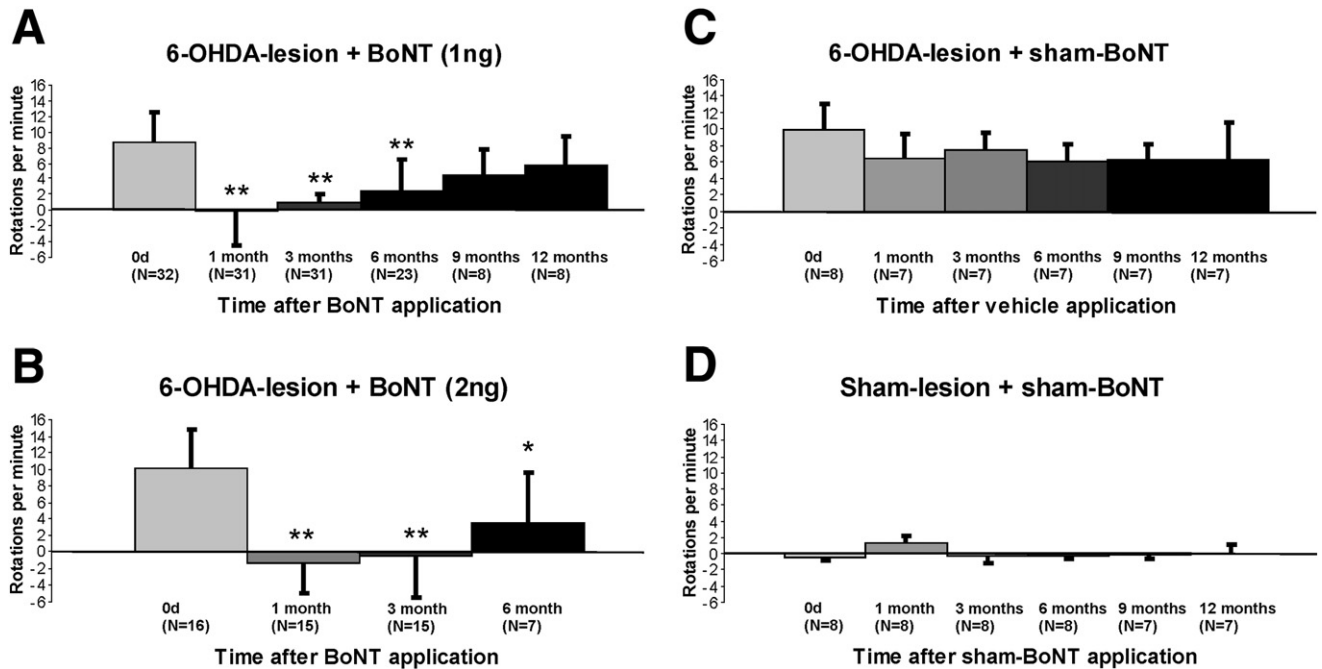 A
6-OHDA-lesion + BoNT (1ng)
Rotations per minute
16
14
12
10
8
6
4
2
0
-2
-4
-6
**
**
**
0d
(N=32)
1 month
(N=31)
3 months
(N=31)
6 months
(N=23)
9 months
(N=8)
12 months
(N=8)
Time after BoNT application
B
6-OHDA-lesion + BoNT (2ng)
Rotations per minute
16
14
12
10
8
6
4
2
0
-2
-4
-6
**
**
*
0d
(N=16)
1 month
(N=15)
3 month
(N=15)
6 month
(N=7)
Time after BoNT application
C
6-OHDA-lesion + sham-BoNT
Rotations per minute
16
14
12
10
8
6
4
2
0
-2
-4
-6
0d
(N=8)
1 month
(N=7)
3 months
(N=7)
6 months
(N=7)
9 months
(N=7)
12 months
(N=7)
Time after vehicle application
D
Sham-lesion + sham-BoNT
Rotations per minute
16
14
12
10
8
6
4
2
0
-2
-4
-6
0d
(N=8)
1 month
(N=8)
3 months
(N=8)
6 months
(N=8)
9 months
(N=7)
12 months
(N=7)
Time after sham-BoNT application